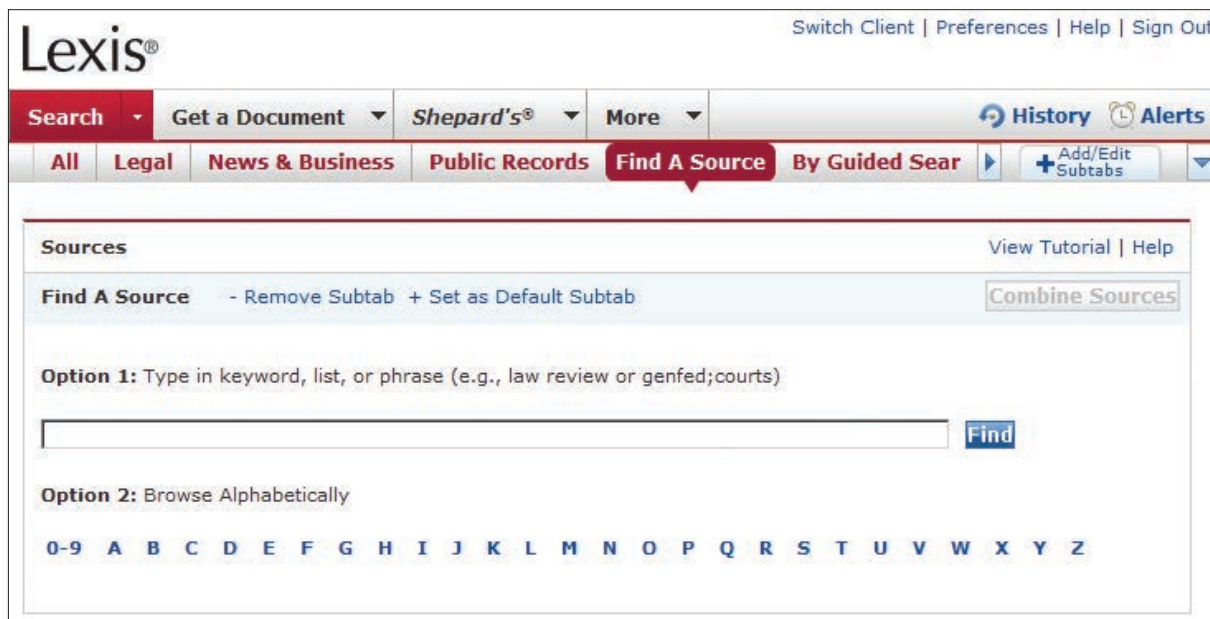 Lexis®
Switch Client | Preferences | Help | Sign Out
Search Get a Document Shepard's® More History Alerts
All Legal News & Business Public Records Find A Source By Guided Sear + Add/Edit Subtabs
Sources View Tutorial | Help
Find A Source - Remove Subtab + Set as Default Subtab Combine Sources
Option 1: Type in keyword, list, or phrase (e.g., law review or genfed;courts)
Find
Option 2: Browse Alphabetically
0-9 A B C D E F G H I J K L M N O P Q R S T U V W X Y Z